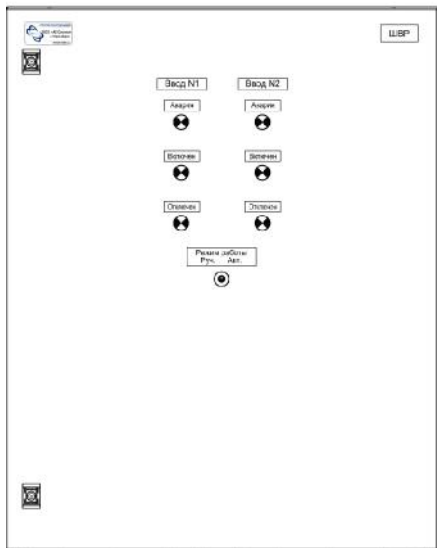 ШВР
Ввод N1 Ввод N2
Авария Авария
Включен Включен
Отключен Отключен
Режим работы
Руч. Авт.